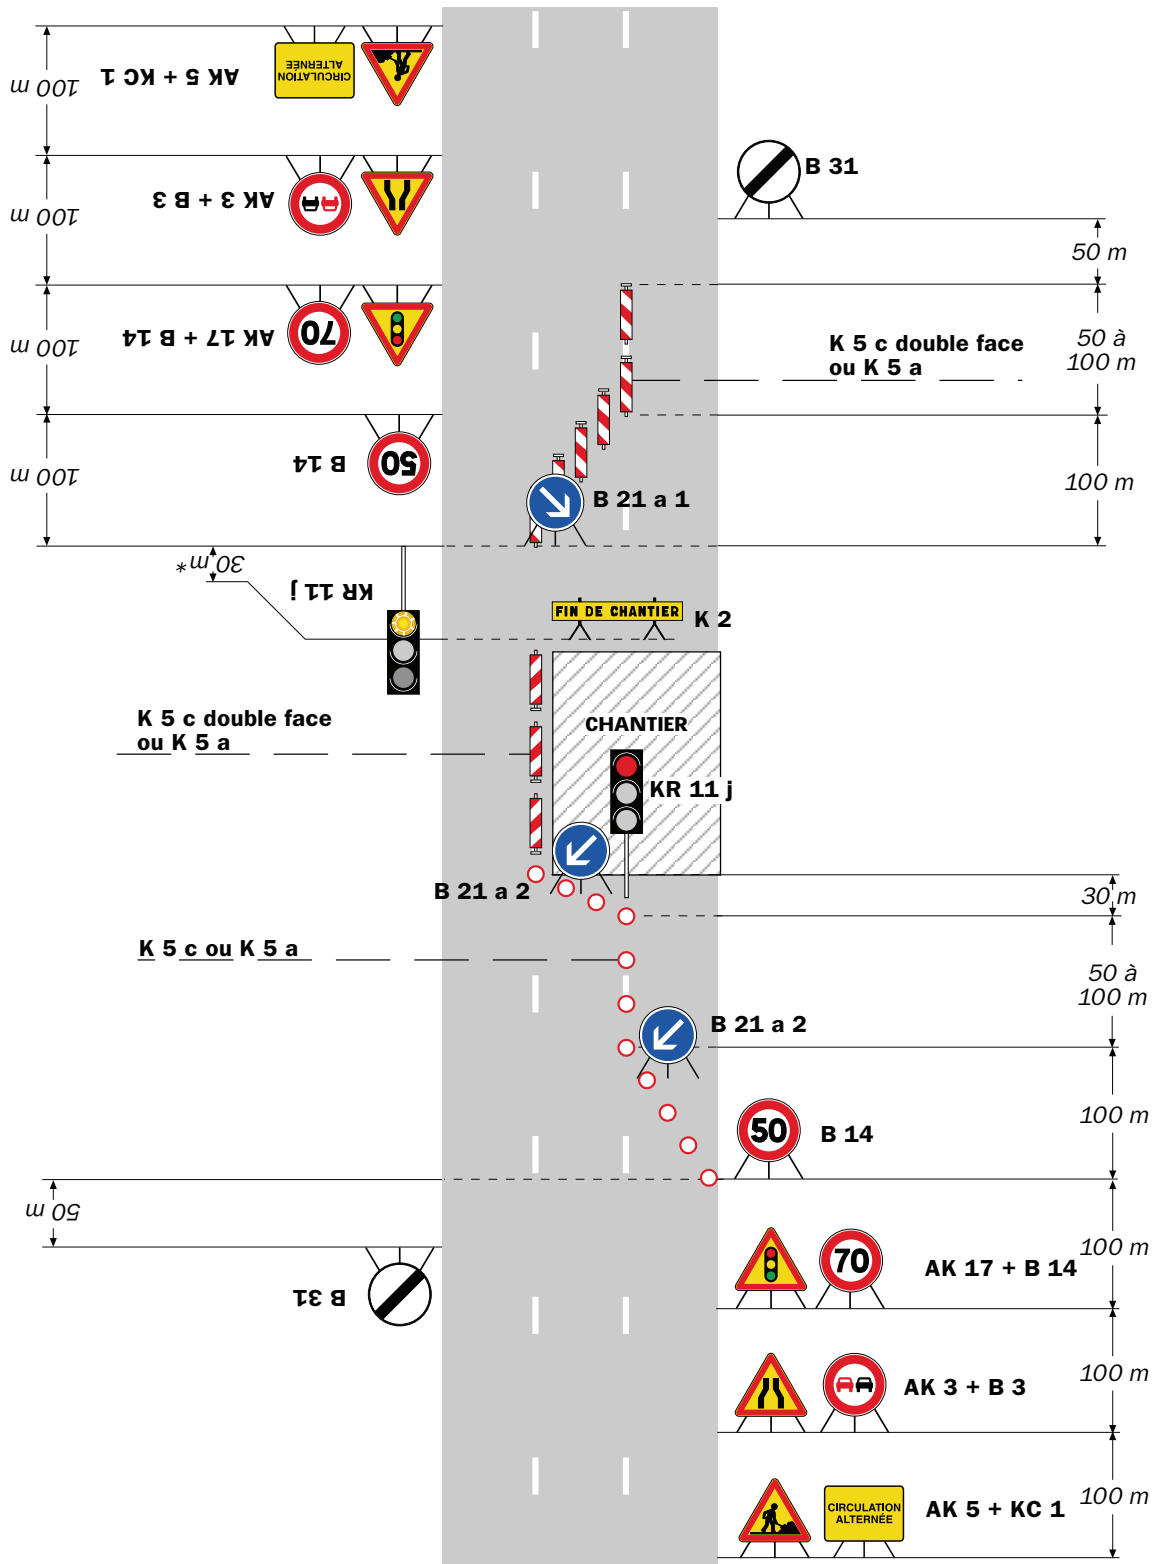 100 m
AK 5 + KC 1
CIRCULATION
ALTERNÉE
100 m
AK 3 + B 3
B 31
50 m
100 m
AK 17 + B 14
70
K 5 c double face
ou K 5 a
50 à
100 m
100 m
B 14
50
B 21 a 1
100 m
30 m*
KR 11 j
FIN DE CHANTIER
K 2
K 5 c double face
ou K 5 a
CHANTIER
KR 11 j
B 21 a 2
30 m
K 5 c ou K 5 a
50 à
100 m
B 21 a 2
50
B 14
100 m
50 m
B 31
70
AK 17 + B 14
100 m
AK 3 + B 3
100 m
CIRCULATION
ALTERNÉE
AK 5 + KC 1
100 m